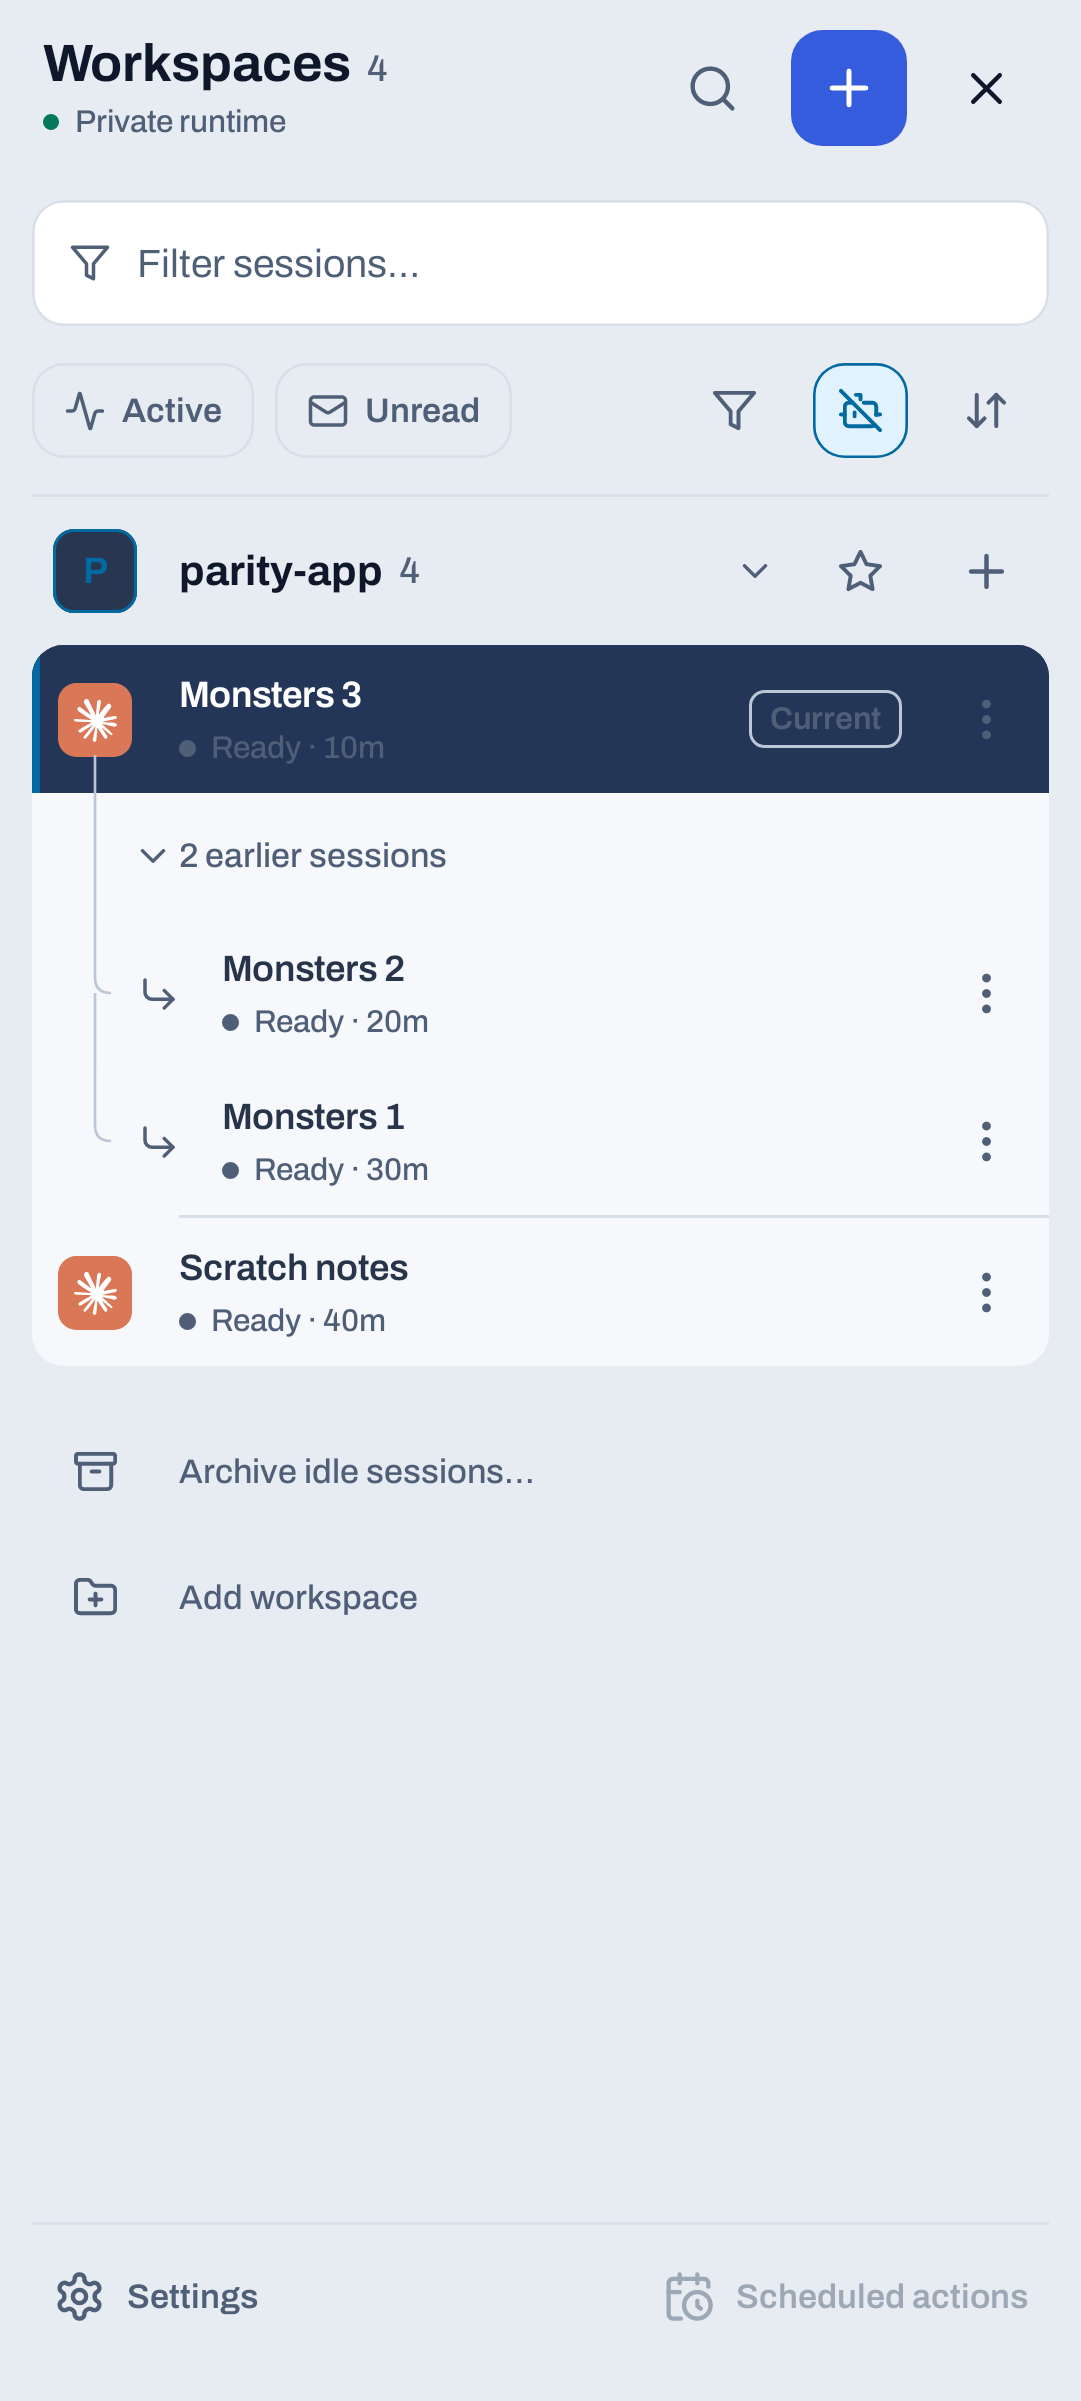 Workspaces 4
Private runtime
Filter sessions...
Active
Unread
P
parity-app 4
Monsters 3
Ready · 10m
Current
2 earlier sessions
Monsters 2
Ready · 20m
Monsters 1
Ready · 30m
Scratch notes
Ready · 40m
Archive idle sessions...
Add workspace
Settings
Scheduled actions